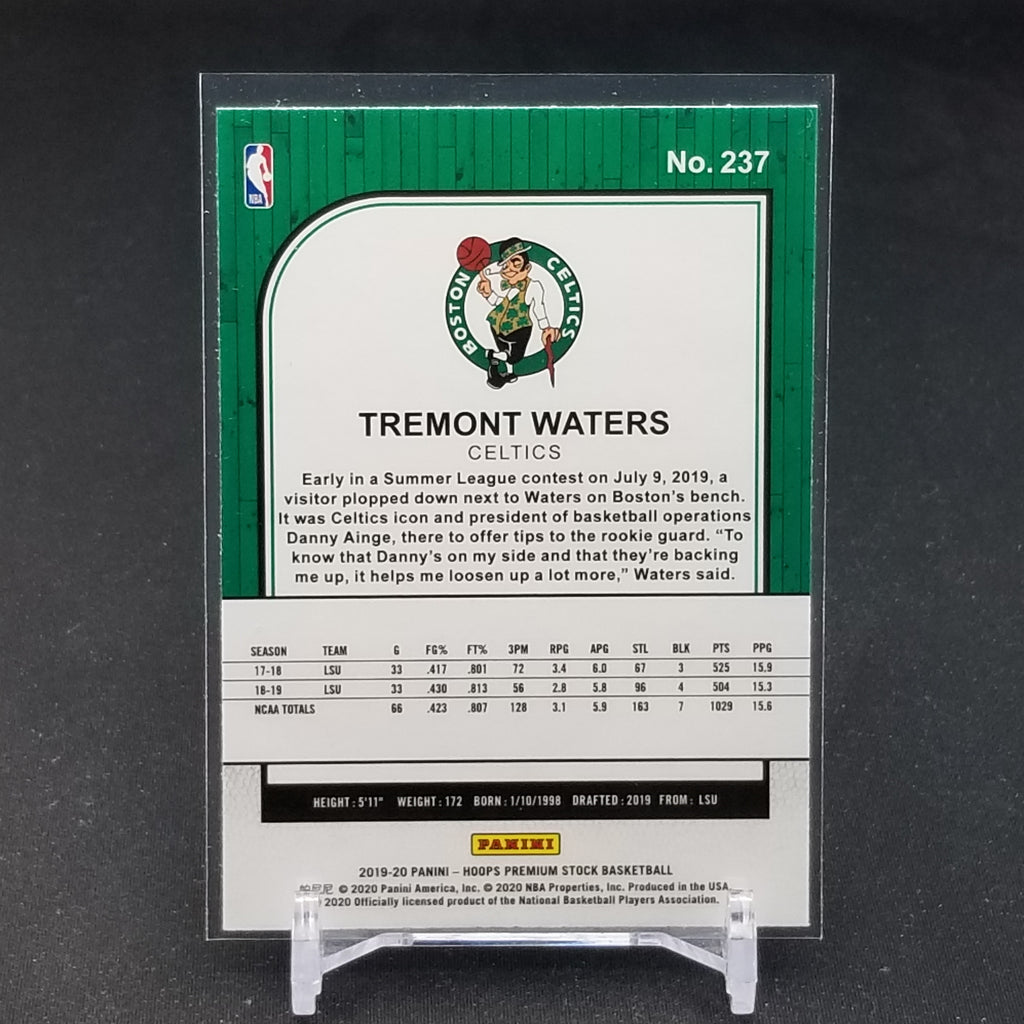 No. 237
NBA
BOSTON CELTICS
TREMONT WATERS
CELTICS
Early in a Summer League contest on July 9, 2019, a
visitor plopped down next to Waters on Boston's bench.
It was Celtics icon and president of basketball operations
Danny Ainge, there to offer tips to the rookie guard. "To
know that Danny's on my side and that they're backing
me up, it helps me loosen up a lot more," Waters said.
SEASON TEAM G FG% FT% 3PM RPG APG STL BLK PTS PPG
17-18 LSU 33 .417 .801 72 3.4 6.0 67 3 525 15.9
18-19 LSU 33 .430 .813 56 2.8 5.8 96 4 504 15.3
NCAA TOTALS 66 .423 .807 128 3.1 5.9 163 7 1029 15.6
HEIGHT: 5'11" WEIGHT: 172 BORN: 1/10/1998 DRAFTED: 2019 FROM: LSU
PANINI
2019-20 PANINI – HOOPS PREMIUM STOCK BASKETBALL
帕尼尼 © 2020 Panini America, Inc. © 2020 NBA Properties, Inc. Produced in the USA.
2020 Officially licensed product of the National Basketball Players Association.